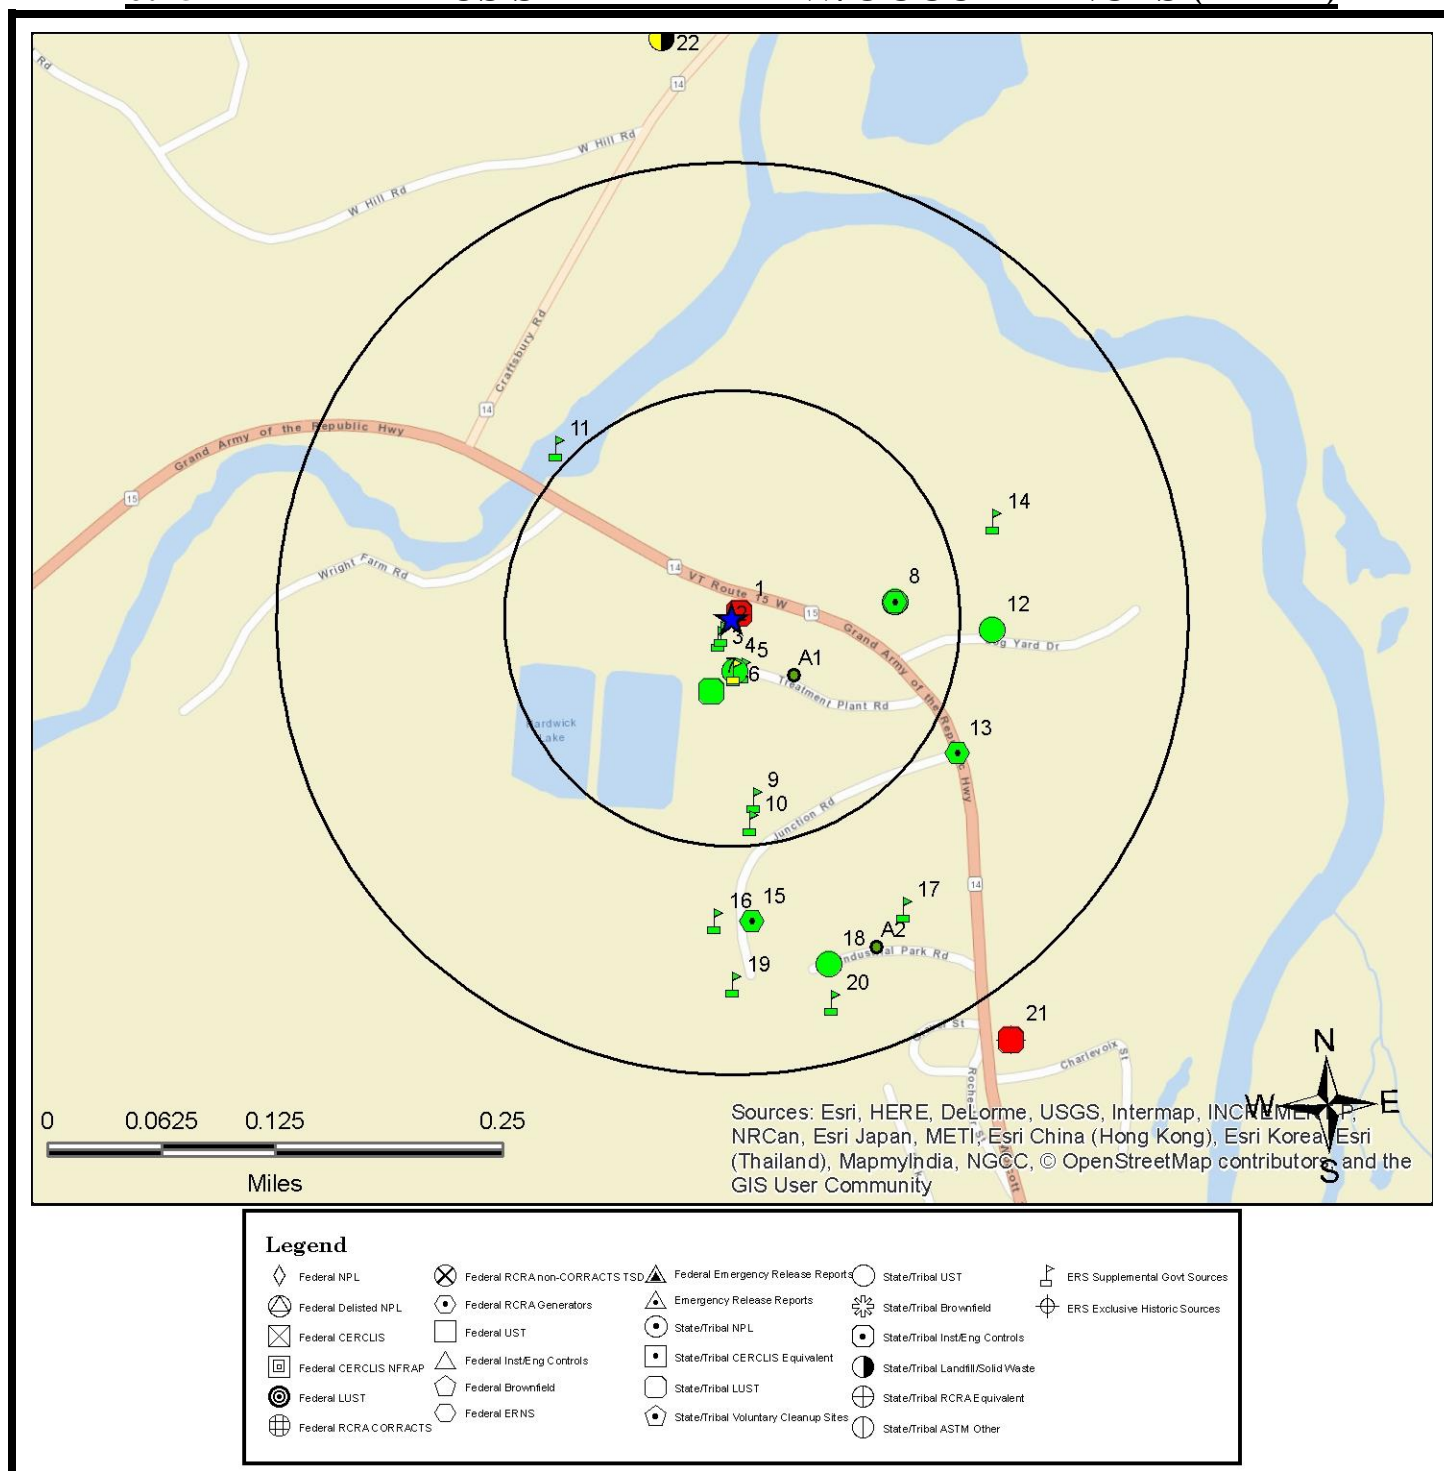 22
14
Rd
W Hill Rd
W Hill Rd
Craftsbury Rd
14
Grand Army of the Republic Hwy
11
15
14
14
Wright Farm Rd
VT Route 15 W
1
15
8
12
2
3
4
5
7
6
A1
Grand Army of the Republic Hwy
Yard Dr
Treatment Plant Rd
Hardwick
Lake
13
9
10
Junction Rd
14
16
15
17
18
A2
Industrial Park Rd
19
20
21
St
Charlevoix St
N
W
E
S
0
0.0625
0.125
0.25
Miles
Sources: Esri, HERE, DeLorme, USGS, Intermap, INCREMENT P,
NRCan, Esri Japan, METI, Esri China (Hong Kong), Esri Korea, Esri
(Thailand), MapmyIndia, NGCC, © OpenStreetMap contributors, and the
GIS User Community
Legend
Federal NPL
Federal Delisted NPL
Federal CERCLIS
Federal CERCLIS NFRAP
Federal LUST
Federal RCRA CORRACTS
Federal RCRA non-CORRACTS TSD
Federal RCRA Generators
Federal UST
Federal Inst/Eng Controls
Federal Brownfield
Federal ERNS
Federal Emergency Release Reports
Emergency Release Reports
State/Tribal NPL
State/Tribal CERCLIS Equivalent
State/Tribal LUST
State/Tribal Voluntary Cleanup Sites
State/Tribal UST
State/Tribal Brownfield
State/Tribal Inst/Eng Controls
State/Tribal Landfill/Solid Waste
State/Tribal RCRA Equivalent
State/Tribal ASTM Other
ERS Supplemental Govt Sources
ERS Exclusive Historic Sources